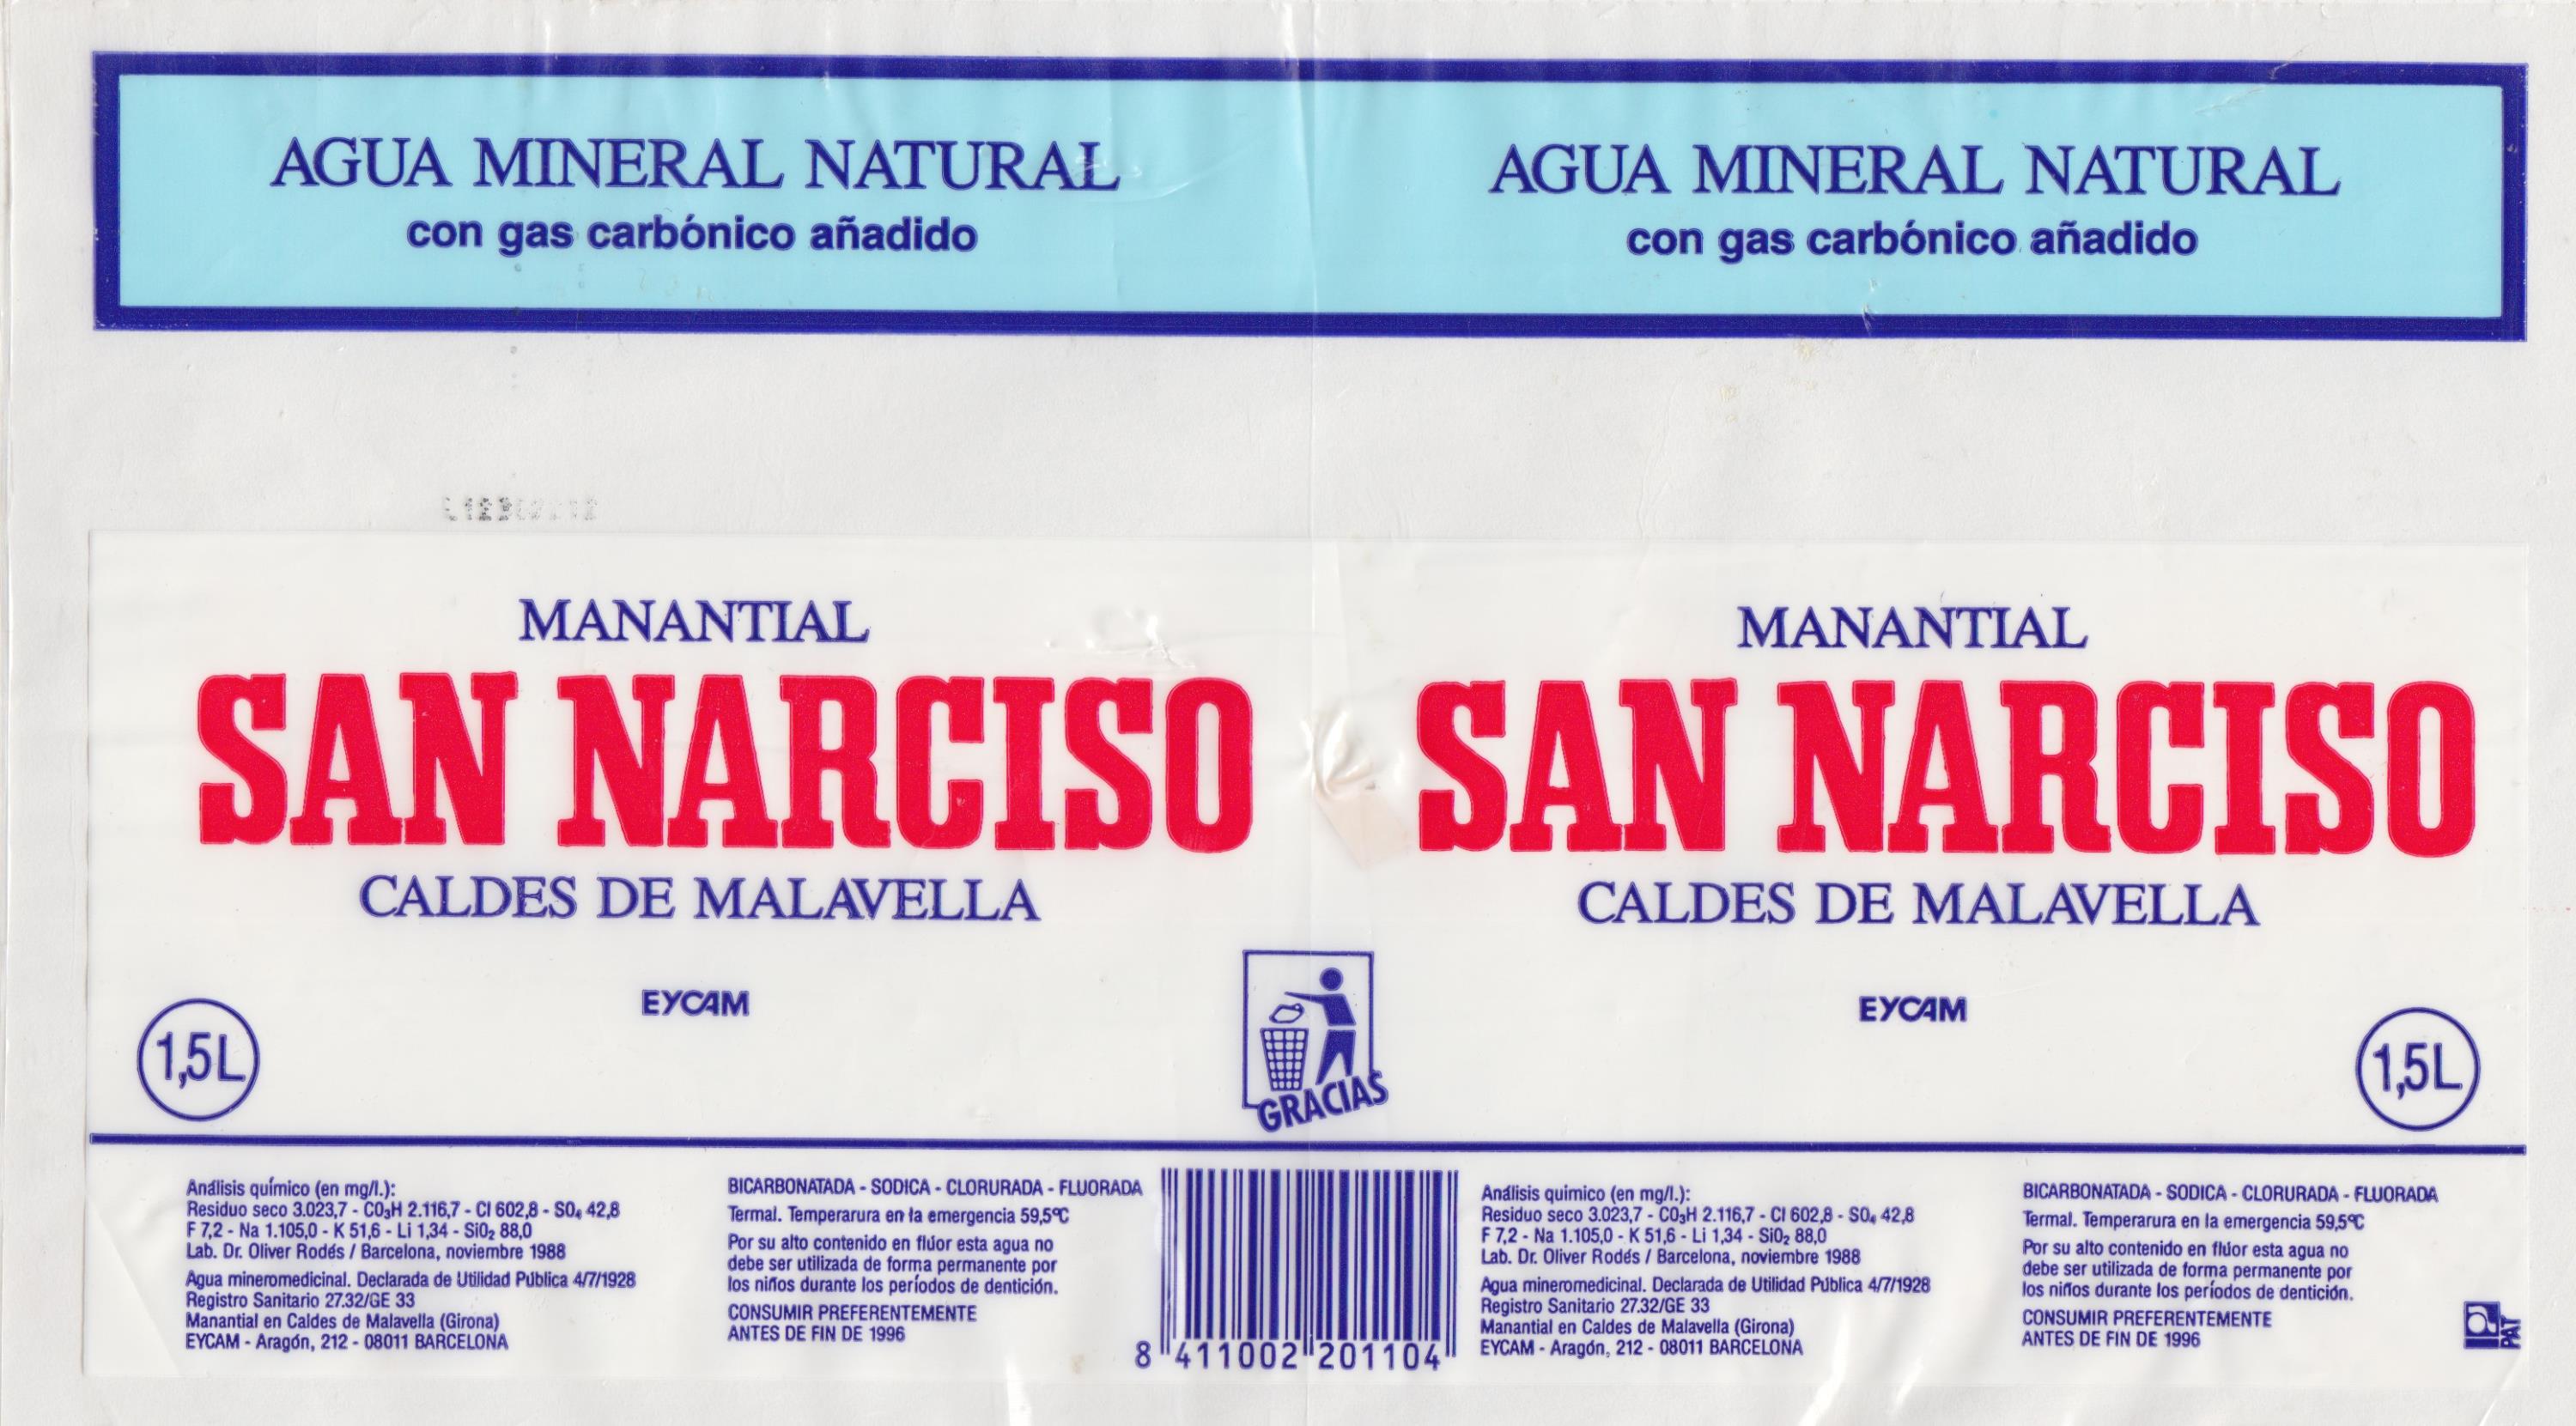 AGUA MINERAL NATURAL
con gas carbónico añadido
AGUA MINERAL NATURAL
con gas carbónico añadido
MANANTIAL
SAN NARCISO
CALDES DE MALAVELLA
EYCAM
1,5L
GRACIAS
MANANTIAL
SAN NARCISO
CALDES DE MALAVELLA
EYCAM
1,5L
Análisis químico (en mg/l.):
Residuo seco 3.023,7 - CO₃H 2.116,7 - Cl 602,8 - SO₄ 42,8
F 7,2 - Na 1.105,0 - K 51,6 - Li 1,34 - SiO₂ 88,0
Lab. Dr. Oliver Rodés / Barcelona, noviembre 1988
Agua mineromedicinal. Declarada de Utilidad Pública 4/7/1928
Registro Sanitario 27.32/GE 33
Manantial en Caldes de Malavella (Girona)
EYCAM - Aragón, 212 - 08011 BARCELONA
BICARBONATADA - SODICA - CLORURADA - FLUORADA
Termal. Temperarura en la emergencia 59,5ºC
Por su alto contenido en flúor esta agua no
debe ser utilizada de forma permanente por
los niños durante los períodos de dentición.
CONSUMIR PREFERENTEMENTE
ANTES DE FIN DE 1996
8 411002 201104
Análisis químico (en mg/l.):
Residuo seco 3.023,7 - CO₃H 2.116,7 - Cl 602,8 - SO₄ 42,8
F 7,2 - Na 1.105,0 - K 51,6 - Li 1,34 - SiO₂ 88,0
Lab. Dr. Oliver Rodés / Barcelona, noviembre 1988
Agua mineromedicinal. Declarada de Utilidad Pública 4/7/1928
Registro Sanitario 27.32/GE 33
Manantial en Caldes de Malavella (Girona)
EYCAM - Aragón, 212 - 08011 BARCELONA
BICARBONATADA - SODICA - CLORURADA - FLUORADA
Termal. Temperarura en la emergencia 59,5ºC
Por su alto contenido en flúor esta agua no
debe ser utilizada de forma permanente por
los niños durante los períodos de dentición.
CONSUMIR PREFERENTEMENTE
ANTES DE FIN DE 1996
a PAT